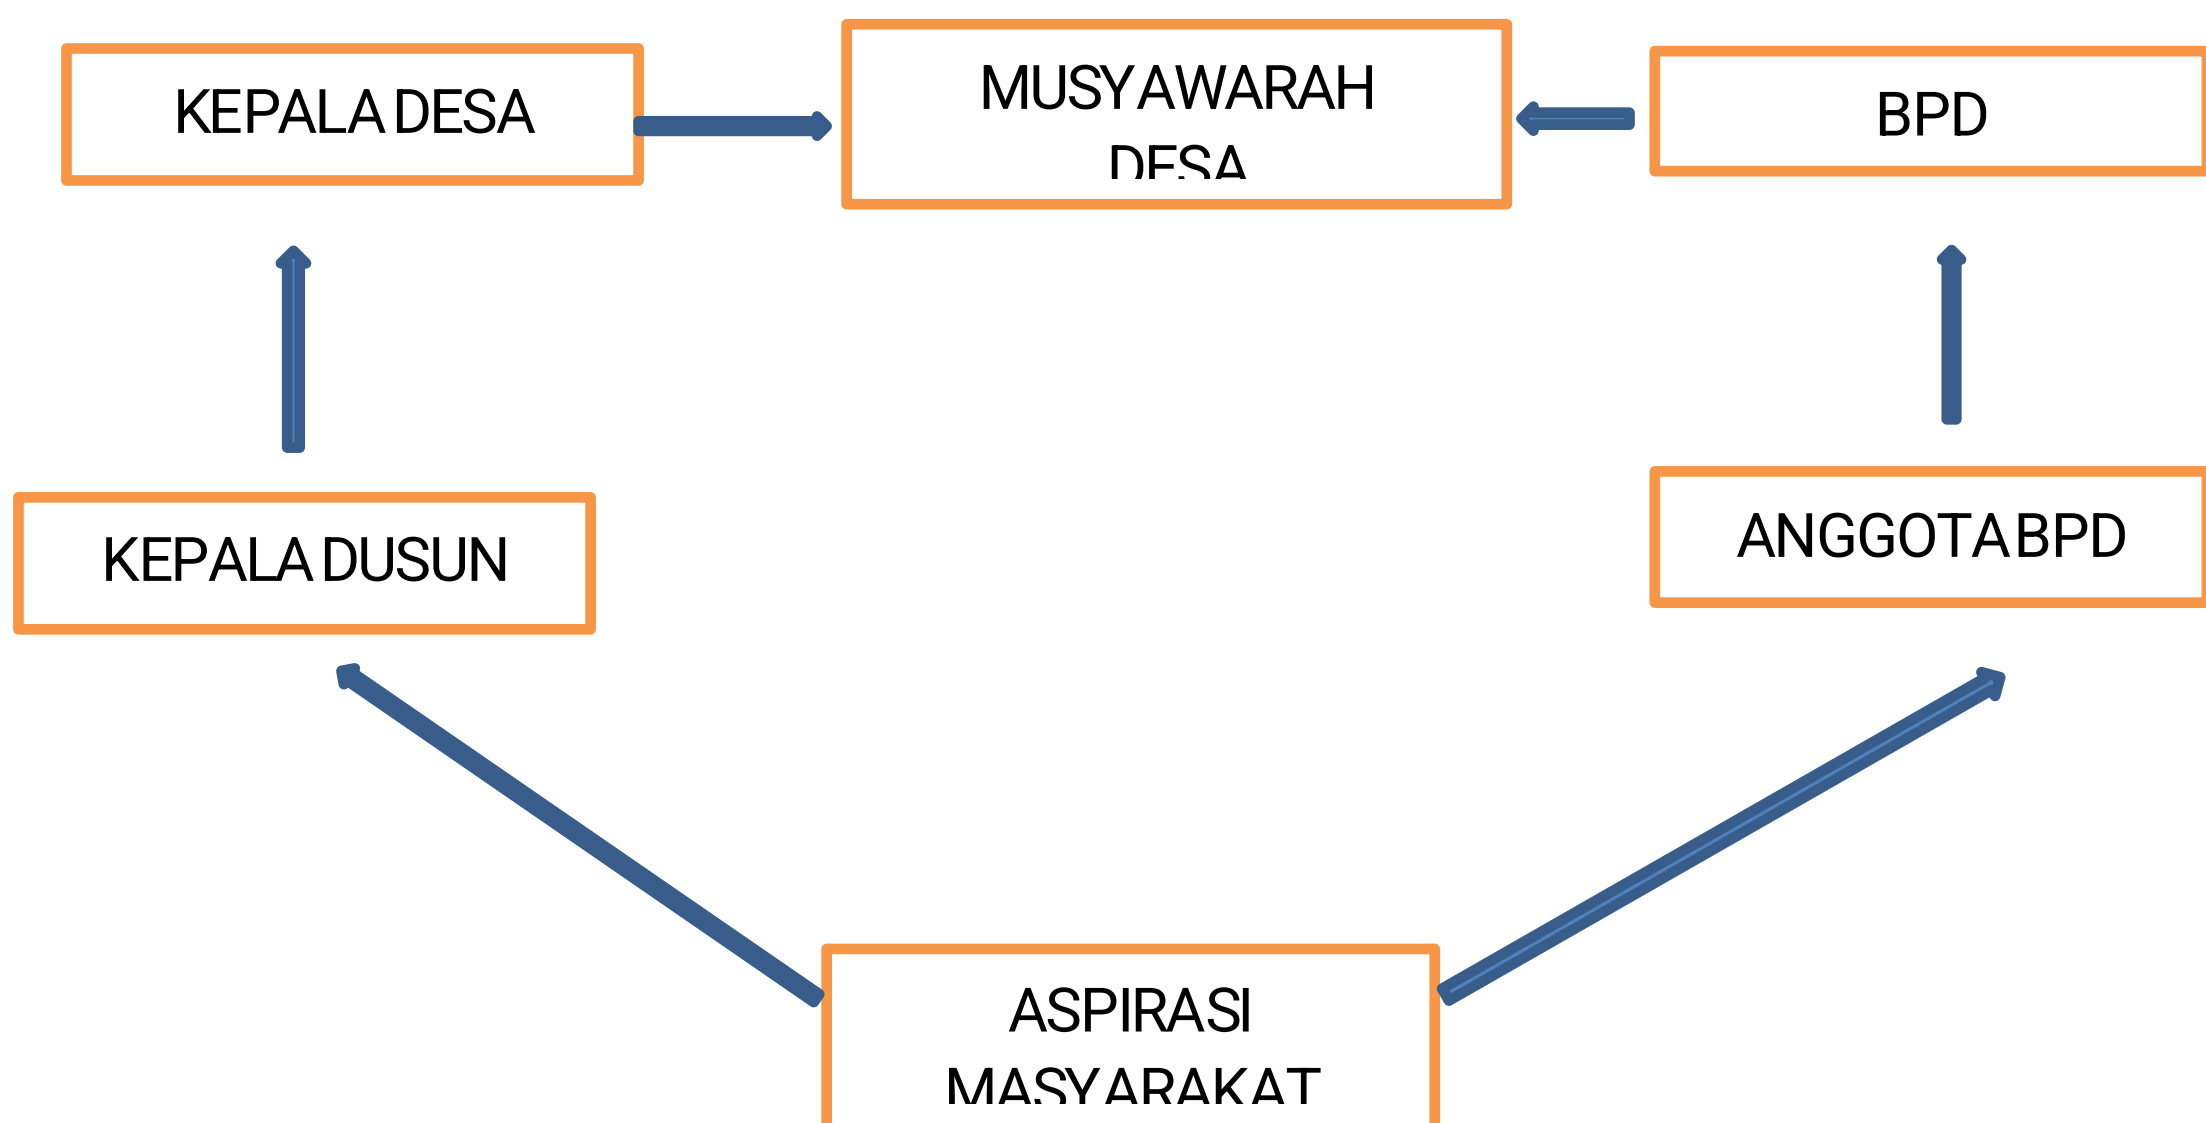 KEPALA DESA
MUSYAWARAH
DESA
BPD
KEPALA DUSUN
ANGGOTA BPD
ASPIRASI
MASYARAKAT